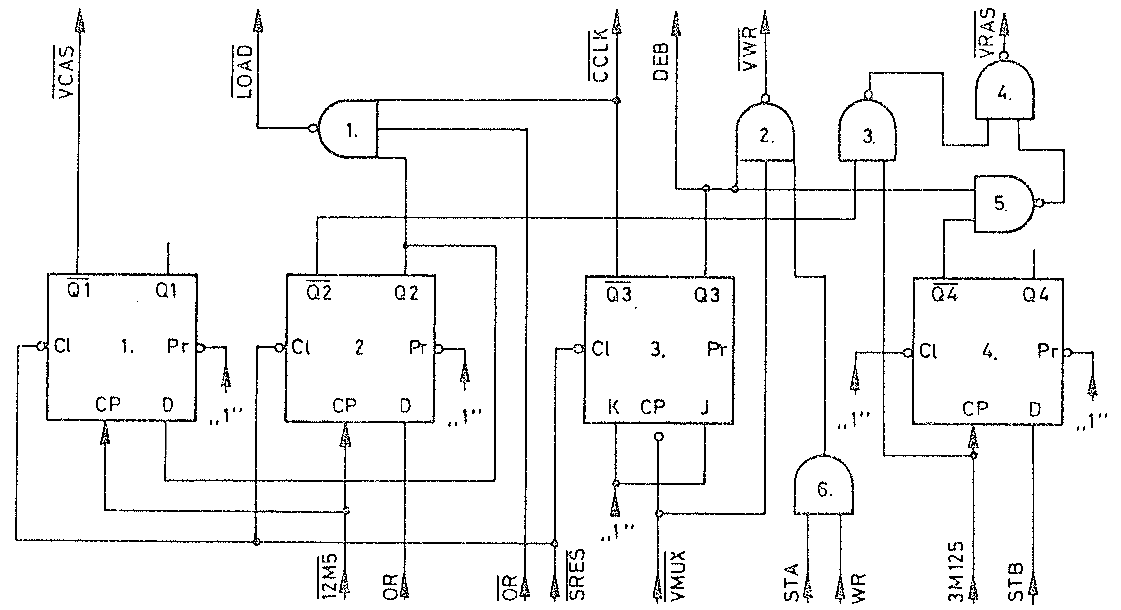 VCAS
LOAD
CCLK
DEB
VWR
VRAS
1.
2.
3.
4.
5.
Q1 Q1
Q2 Q2
Q3 Q3
Q4 Q4
Cl 1. Pr
Cl 2 Pr
Cl 3. Pr
Cl 4. Pr
CP D
CP D
K CP J
CP D
„1”
„1”
„1”
„1”
„1”
6.
12M5
OR
OR
SRES
VMUX
STA
WR
3M125
STB